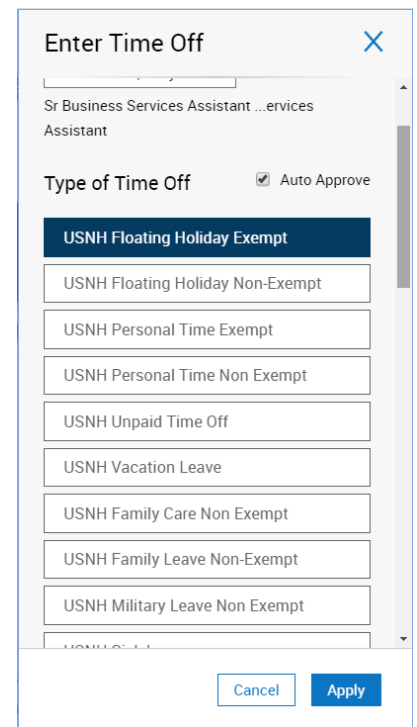 Enter Time Off
Sr Business Services Assistant ...ervices
Assistant
Type of Time Off
Auto Approve
USNH Floating Holiday Exempt
USNH Floating Holiday Non-Exempt
USNH Personal Time Exempt
USNH Personal Time Non Exempt
USNH Unpaid Time Off
USNH Vacation Leave
USNH Family Care Non Exempt
USNH Family Leave Non-Exempt
USNH Military Leave Non Exempt
Cancel
Apply